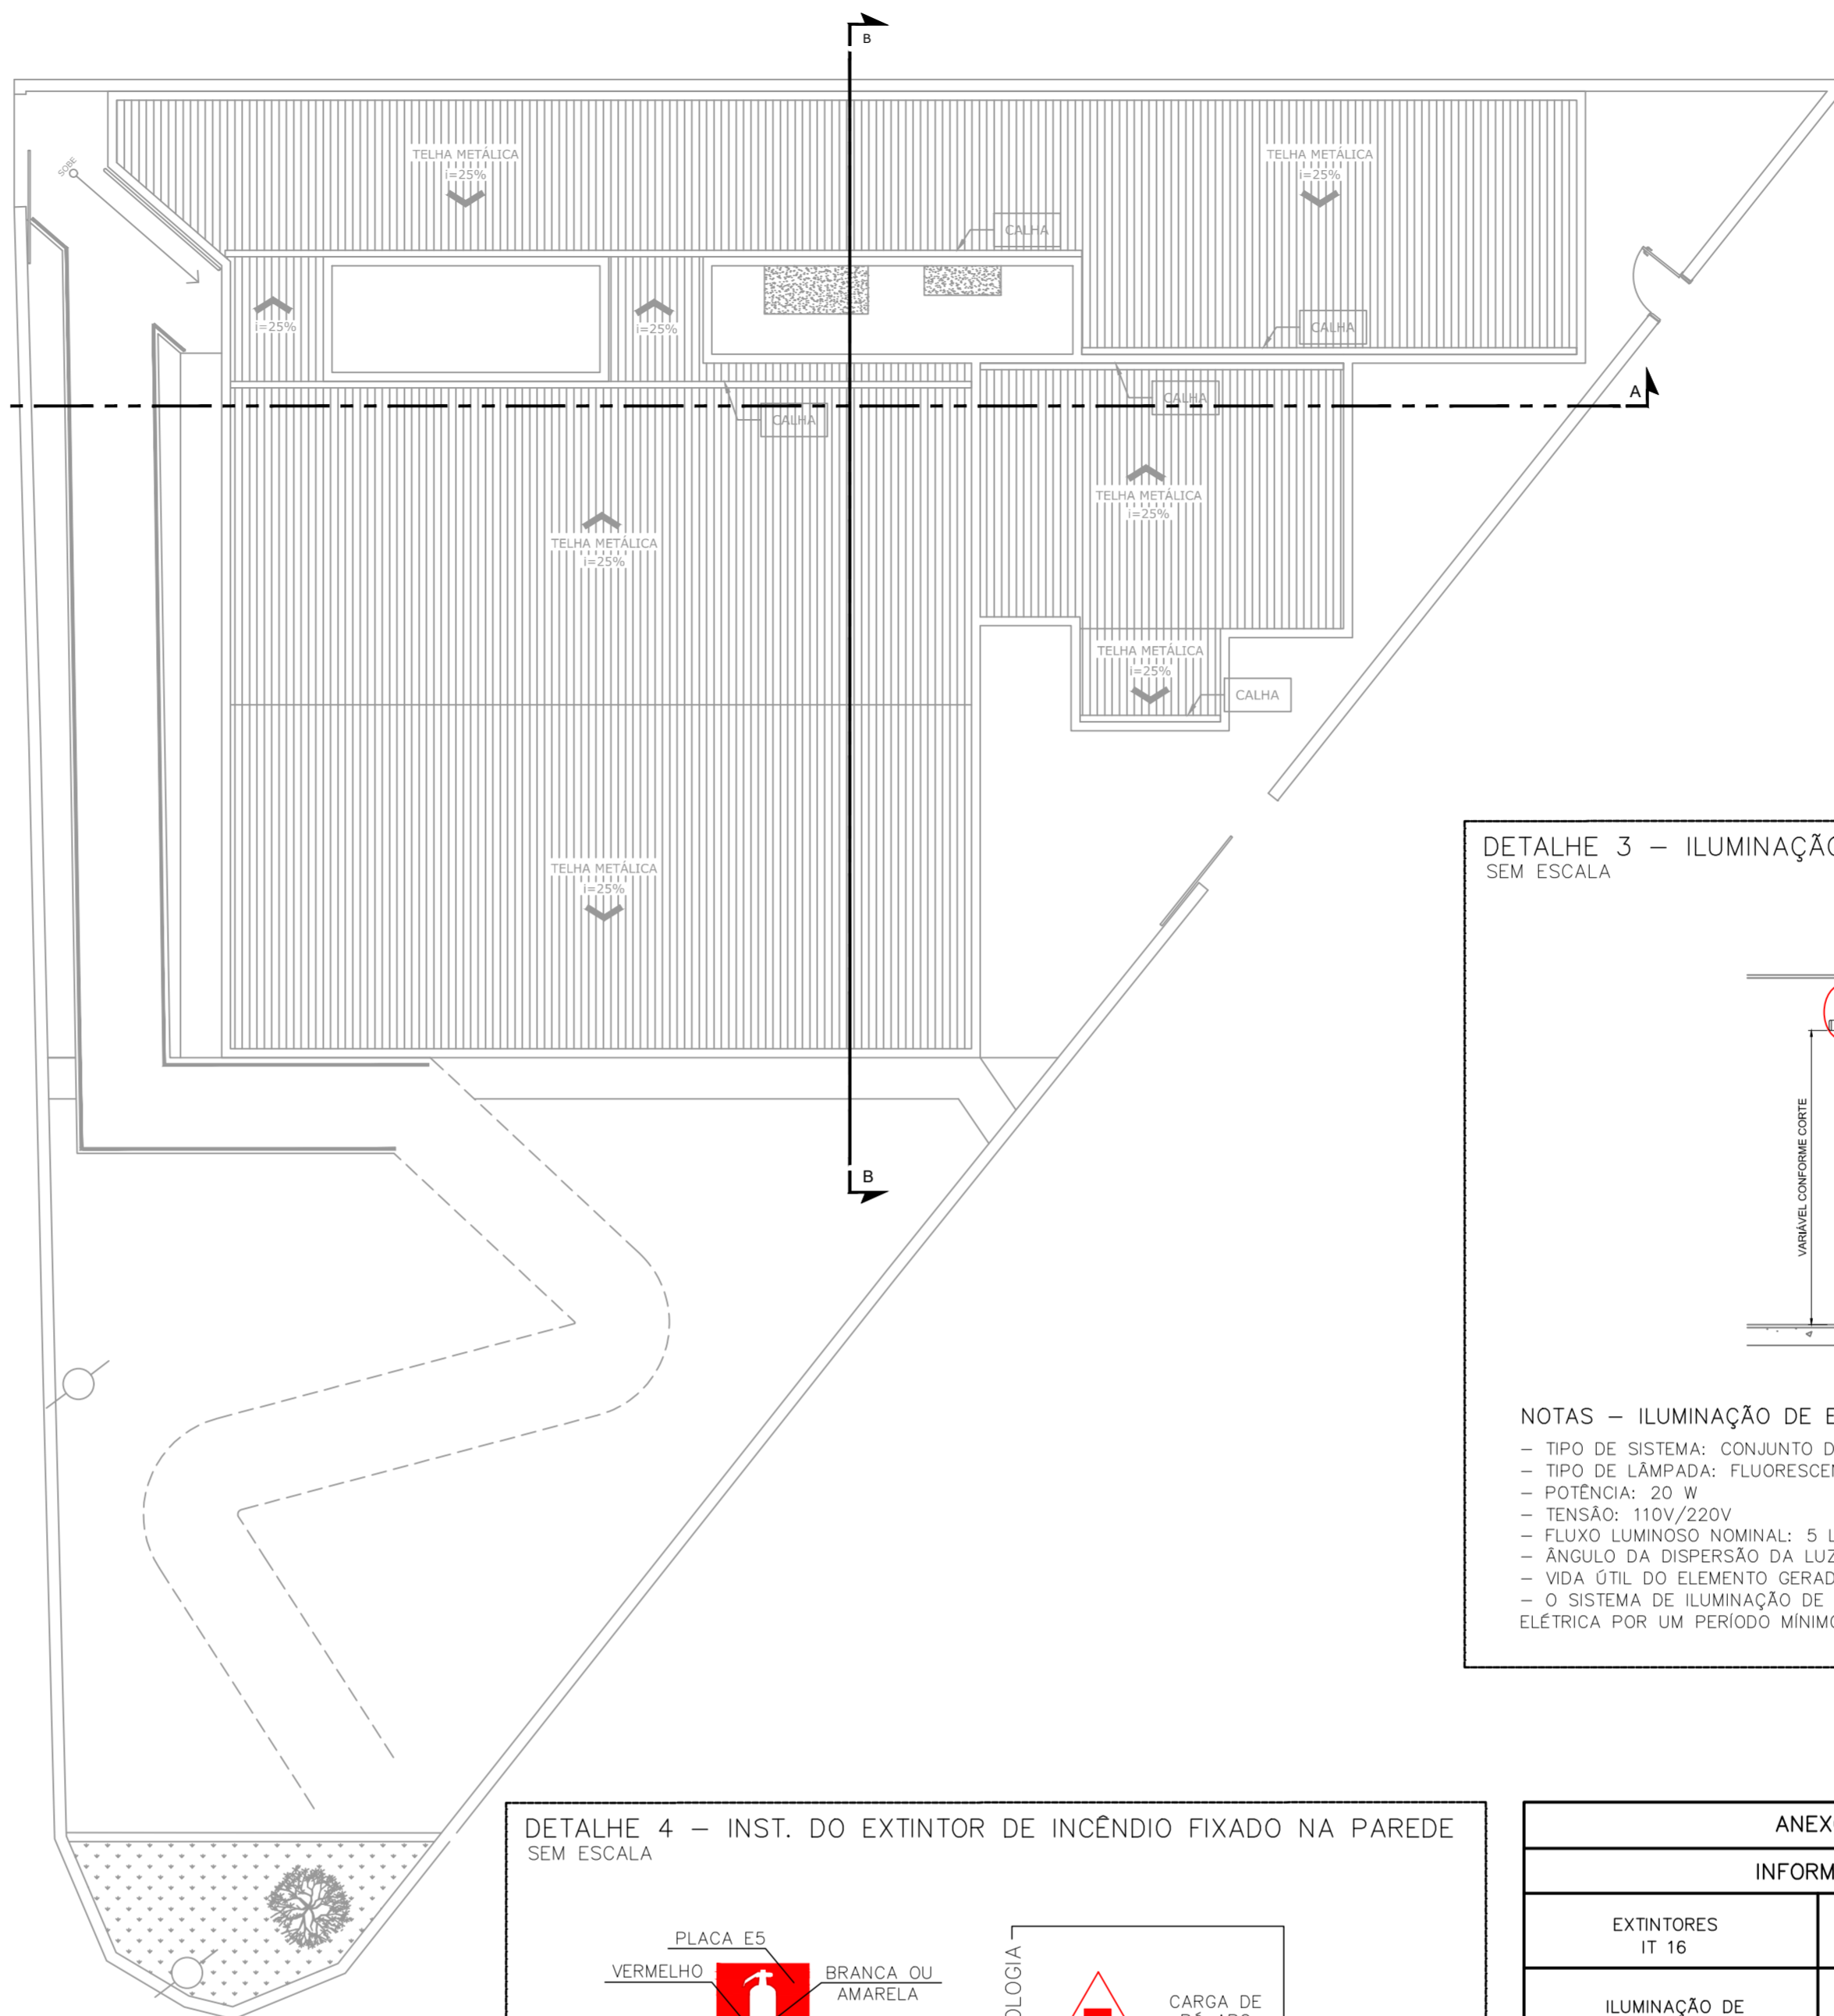 B
TELHA METÁLICA
i=25%
TELHA METÁLICA
i=25%
SOBE
CALHA
i=25%
i=25%
CALHA
A
CALHA
CALHA
TELHA METÁLICA
i=25%
TELHA METÁLICA
i=25%
TELHA METÁLICA
i=25%
CALHA
TELHA METÁLICA
i=25%
B
DETALHE 3 – ILUMINAÇÃO
SEM ESCALA
VARIÁVEL CONFORME CORTE
NOTAS – ILUMINAÇÃO DE E
– TIPO DE SISTEMA: CONJUNTO D
– TIPO DE LÂMPADA: FLUORESCEN
– POTÊNCIA: 20 W
– TENSÃO: 110V/220V
– FLUXO LUMINOSO NOMINAL: 5 L
– ÂNGULO DA DISPERSÃO DA LUZ
– VIDA ÚTIL DO ELEMENTO GERAD
– O SISTEMA DE ILUMINAÇÃO DE
ELÉTRICA POR UM PERÍODO MÍNIMO
DETALHE 4 – INST. DO EXTINTOR DE INCÊNDIO FIXADO NA PAREDE
SEM ESCALA
PLACA E5
VERMELHO
BRANCA OU
AMARELA
OLOGIA
CARGA DE
ANEX
INFORM
EXTINTORES
IT 16
ILUMINAÇÃO DE